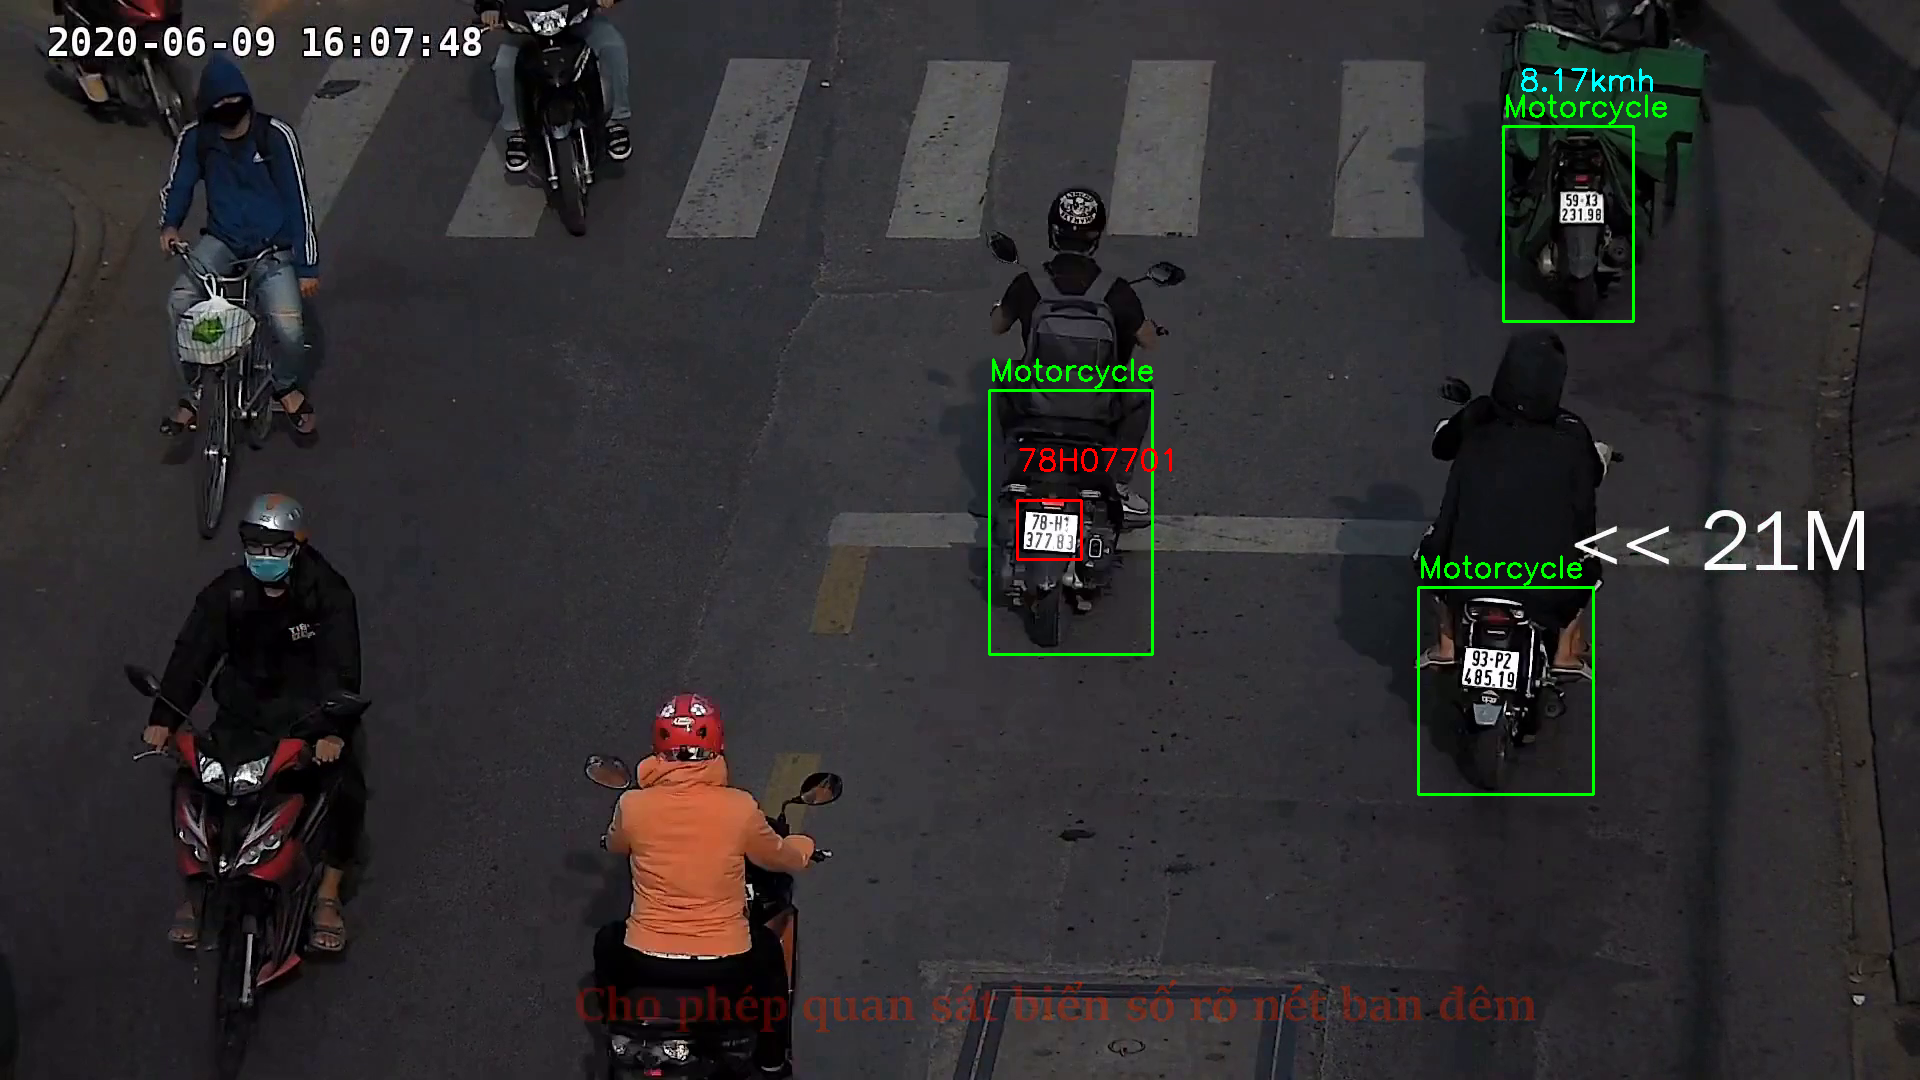 2020-06-09 16:07:48
8.17kmh
Motorcycle
59-X3
231.98
Motorcycle
78H07701
78-H1
377.83
<< 21M
Motorcycle
93-P2
485.19
Cho phép quan sát biển số rõ nét ban đêm